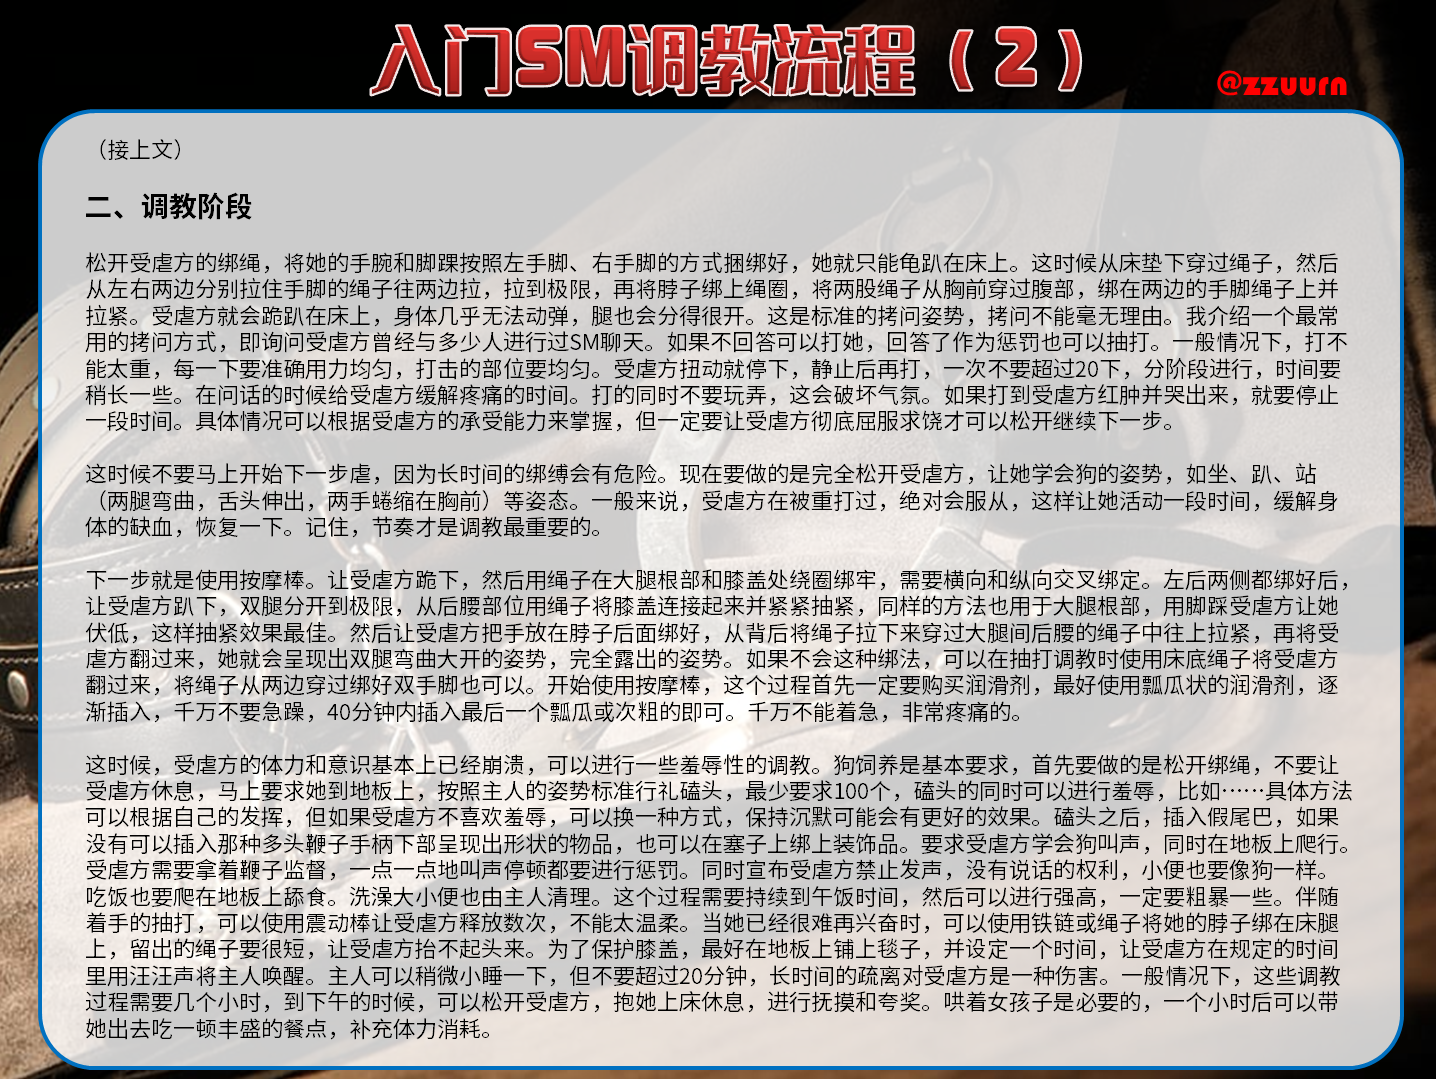 入门SM调教流程（2）
@zzuurn
（接上文）
二、调教阶段
松开受虐方的绑绳，将她的手腕和脚踝按照左手脚、右手脚的方式捆绑好，她就只能龟趴在床上。这时候从床垫下穿过绳子，然后
从左右两边分别拉住手脚的绳子往两边拉，拉到极限，再将脖子绑上绳圈，将两股绳子从胸前穿过腹部，绑在两边的手脚绳子上并
拉紧。受虐方就会跪趴在床上，身体几乎无法动弹，腿也会分得很开。这是标准的拷问姿势，拷问不能毫无理由。我介绍一个最常
用的拷问方式，即询问受虐方曾经与多少人进行过SM聊天。如果不回答可以打她，回答了作为惩罚也可以抽打。一般情况下，打不
能太重，每一下要准确用力均匀，打击的部位要均匀。受虐方扭动就停下，静止后再打，一次不要超过20下，分阶段进行，时间要
稍长一些。在问话的时候给受虐方缓解疼痛的时间。打的同时不要玩弄，这会破坏气氛。如果打到受虐方红肿并哭出来，就要停止
一段时间。具体情况可以根据受虐方的承受能力来掌握，但一定要让受虐方彻底屈服求饶才可以松开继续下一步。
这时候不要马上开始下一步虐，因为长时间的绑缚会有危险。现在要做的是完全松开受虐方，让她学会狗的姿势，如坐、趴、站
（两腿弯曲，舌头伸出，两手蜷缩在胸前）等姿态。一般来说，受虐方在被重打过，绝对会服从，这样让她活动一段时间，缓解身
体的缺血，恢复一下。记住，节奏才是调教最重要的。
下一步就是使用按摩棒。让受虐方跪下，然后用绳子在大腿根部和膝盖处绕圈绑牢，需要横向和纵向交叉绑定。左后两侧都绑好后，
让受虐方趴下，双腿分开到极限，从后腰部位用绳子将膝盖连接起来并紧紧抽紧，同样的方法也用于大腿根部，用脚踩受虐方让她
伏低，这样抽紧效果最佳。然后让受虐方把手放在脖子后面绑好，从背后将绳子拉下来穿过大腿间后腰的绳子中往上拉紧，再将受
虐方翻过来，她就会呈现出双腿弯曲大开的姿势，完全露出的姿势。如果不会这种绑法，可以在抽打调教时使用床底绳子将受虐方
翻过来，将绳子从两边穿过绑好双手脚也可以。开始使用按摩棒，这个过程首先一定要购买润滑剂，最好使用瓢瓜状的润滑剂，逐
渐插入，千万不要急躁，40分钟内插入最后一个瓢瓜或次粗的即可。千万不能着急，非常疼痛的。
这时候，受虐方的体力和意识基本上已经崩溃，可以进行一些羞辱性的调教。狗饲养是基本要求，首先要做的是松开绑绳，不要让
受虐方休息，马上要求她到地板上，按照主人的姿势标准行礼磕头，最少要求100个，磕头的同时可以进行羞辱，比如……具体方法
可以根据自己的发挥，但如果受虐方不喜欢羞辱，可以换一种方式，保持沉默可能会有更好的效果。磕头之后，插入假尾巴，如果
没有可以插入那种多头鞭子手柄下部呈现出形状的物品，也可以在塞子上绑上装饰品。要求受虐方学会狗叫声，同时在地板上爬行。
受虐方需要拿着鞭子监督，一点一点地叫声停顿都要进行惩罚。同时宣布受虐方禁止发声，没有说话的权利，小便也要像狗一样。
吃饭也要爬在地板上舔食。洗澡大小便也由主人清理。这个过程需要持续到午饭时间，然后可以进行强高，一定要粗暴一些。伴随
着手的抽打，可以使用震动棒让受虐方释放数次，不能太温柔。当她已经很难再兴奋时，可以使用铁链或绳子将她的脖子绑在床腿
上，留出的绳子要很短，让受虐方抬不起头来。为了保护膝盖，最好在地板上铺上毯子，并设定一个时间，让受虐方在规定的时间
里用汪汪声将主人唤醒。主人可以稍微小睡一下，但不要超过20分钟，长时间的疏离对受虐方是一种伤害。一般情况下，这些调教
过程需要几个小时，到下午的时候，可以松开受虐方，抱她上床休息，进行抚摸和夸奖。哄着女孩子是必要的，一个小时后可以带
她出去吃一顿丰盛的餐点，补充体力消耗。